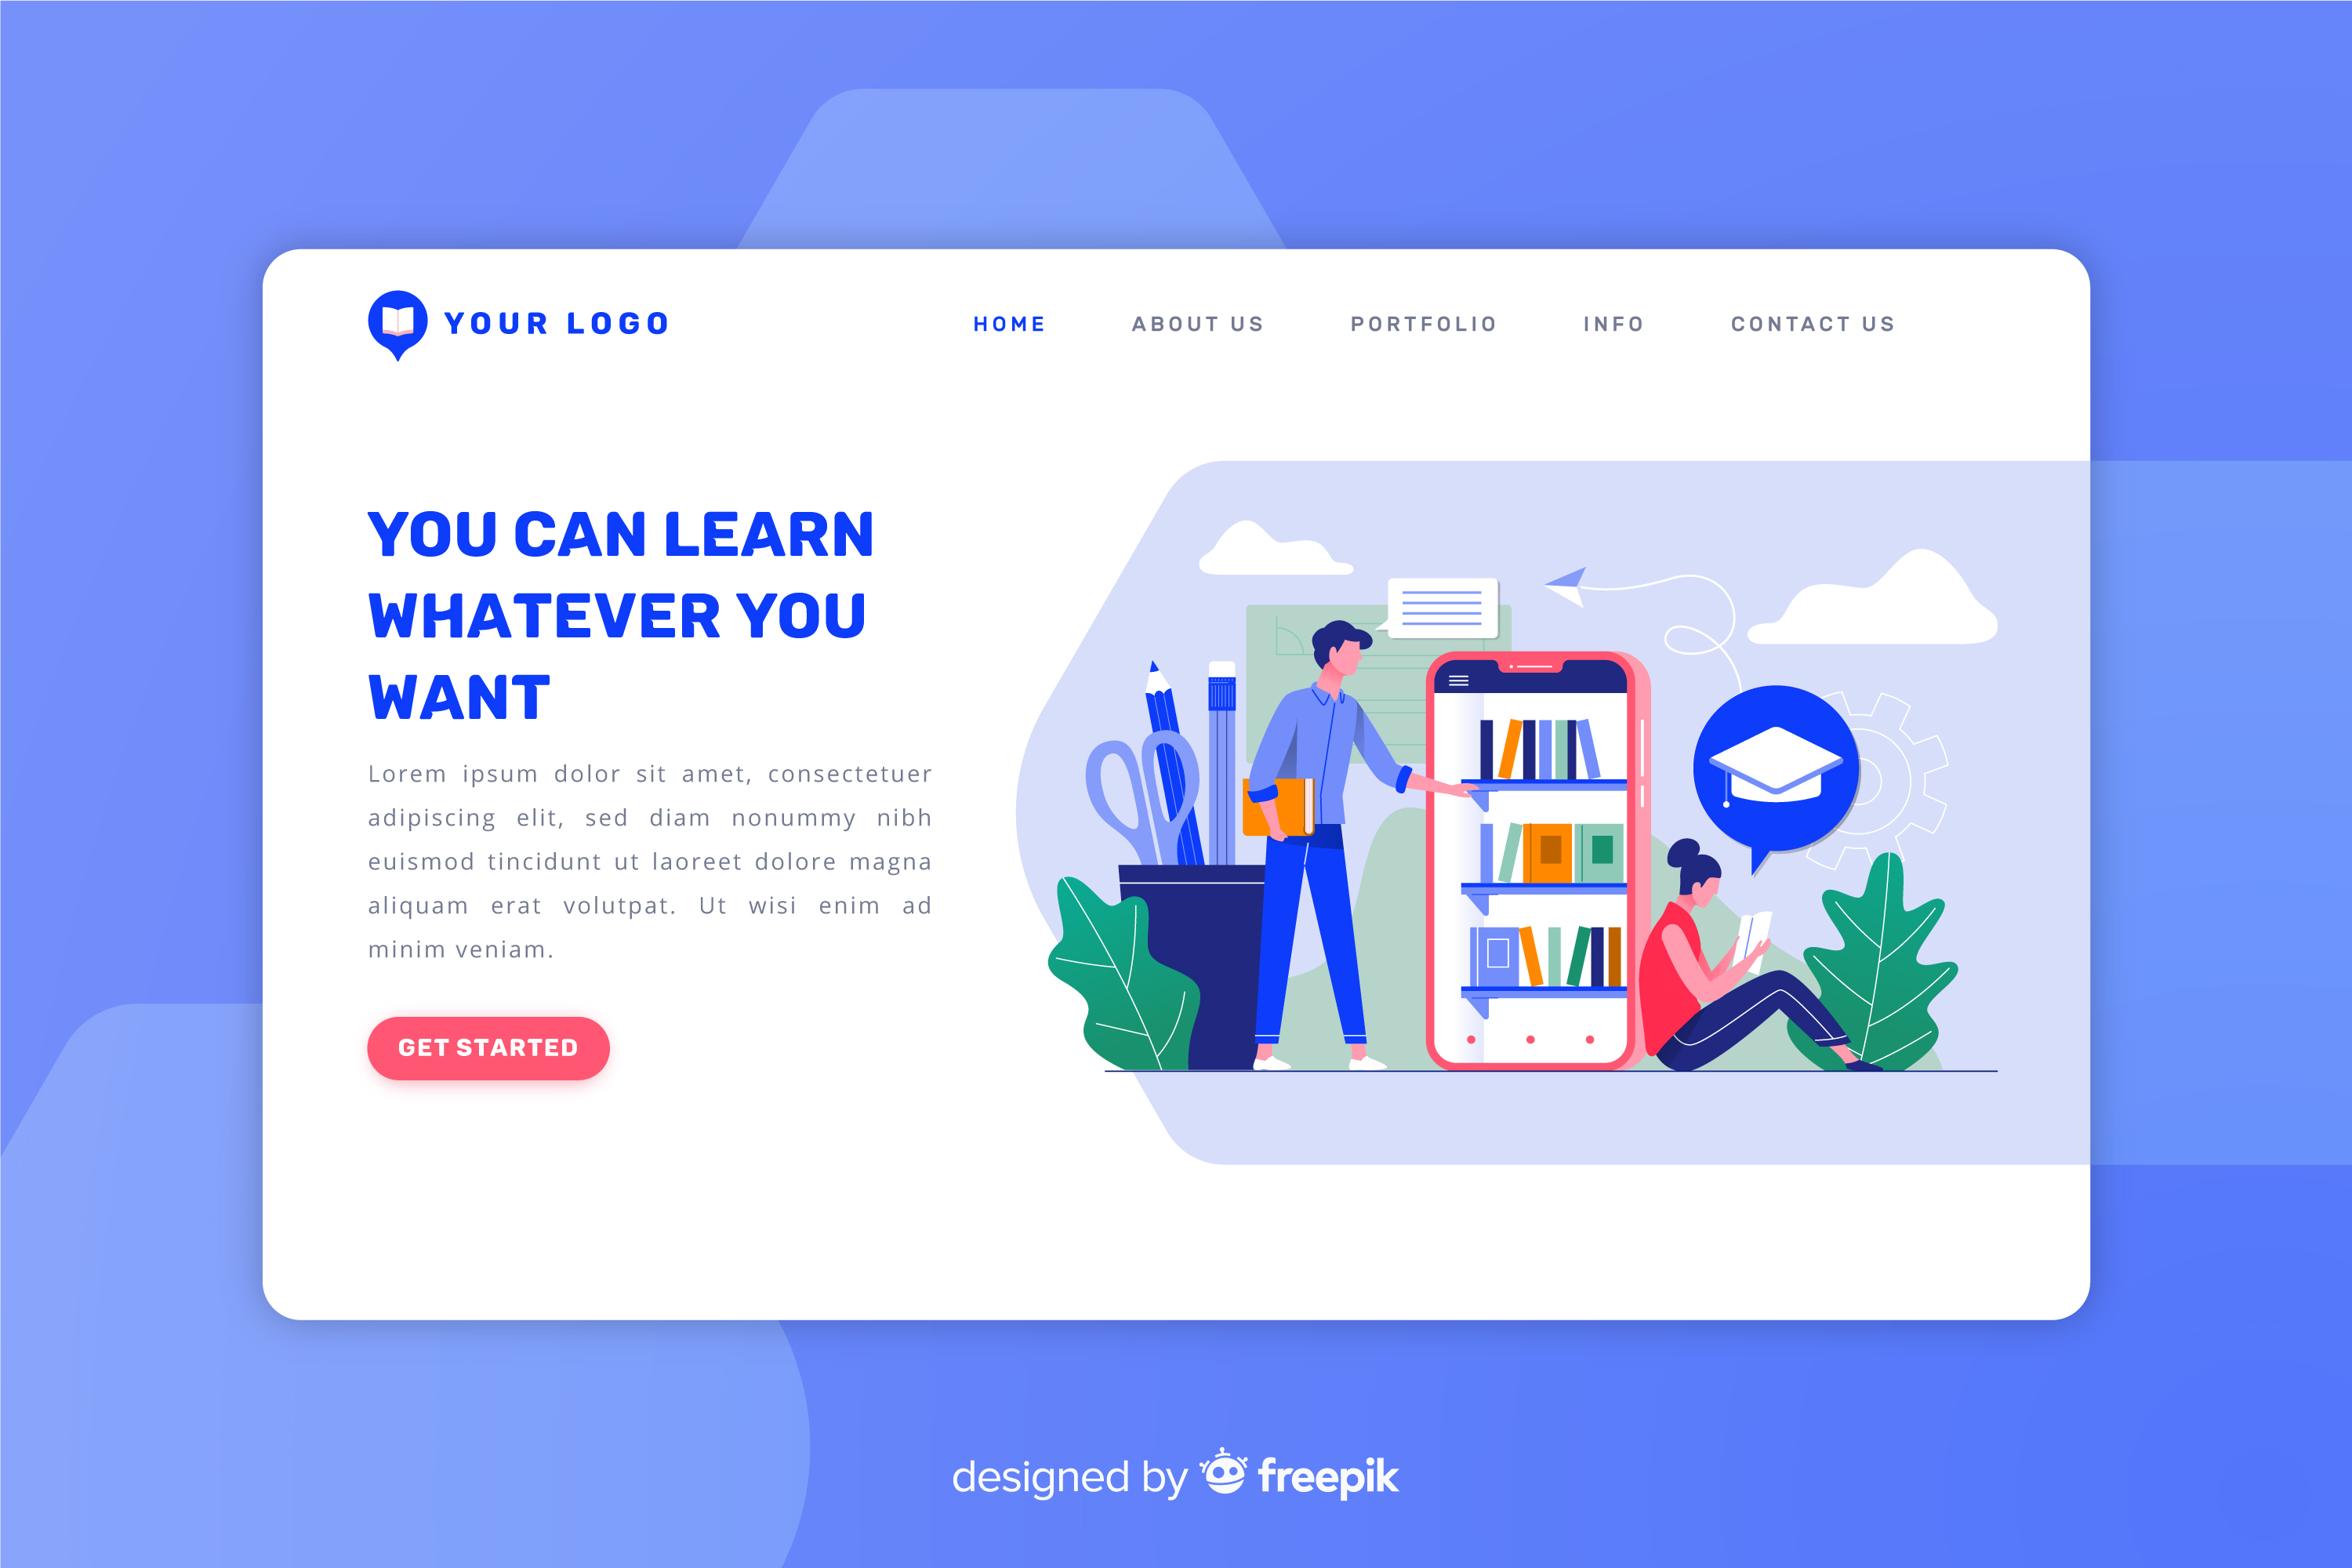 YOUR LOGO
HOME ABOUT US PORTFOLIO INFO CONTACT US
YOU CAN LEARN
WHATEVER YOU
WANT
Lorem ipsum dolor sit amet, consectetuer
adipiscing elit, sed diam nonummy nibh
euismod tincidunt ut laoreet dolore magna
aliquam erat volutpat. Ut wisi enim ad
minim veniam.
GET STARTED
designed by freepik